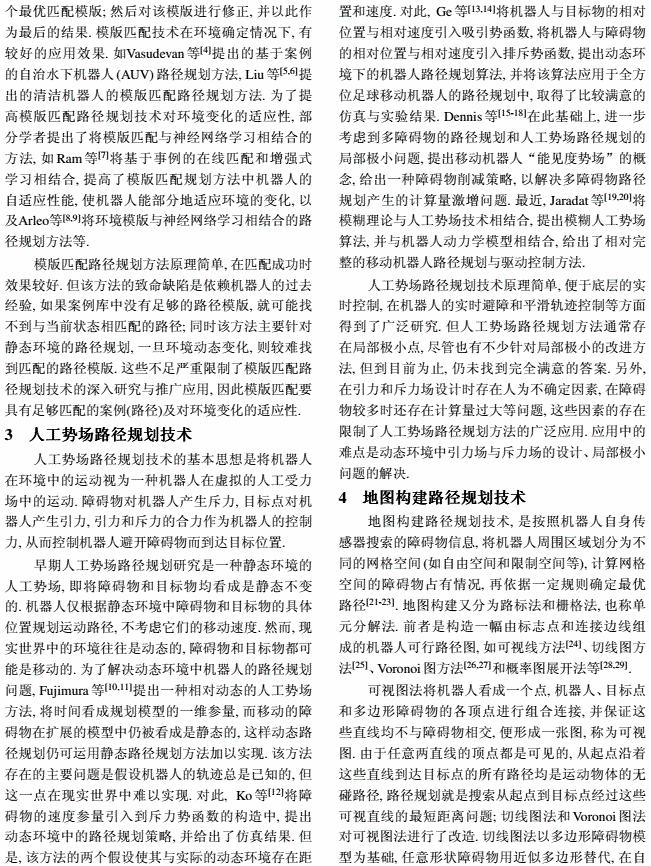 个最优匹配模版; 然后对该模版进行修正, 并以此作
为最后的结果. 模版匹配技术在环境确定情况下, 有
较好的应用效果. 如Vasudevan 等[4]提出的基于案例
的自治水下机器人 (AUV) 路径规划方法, Liu 等[5,6]提
出的清洁机器人的模版匹配路径规划方法. 为了提
高模版匹配路径规划技术对环境变化的适应性, 部
分学者提出了将模版匹配与神经网络学习相结合的
方法, 如 Ram 等[7]将基于事例的在线匹配和增强式
学习相结合, 提高了模版匹配规划方法中机器人的
自适应性能, 使机器人能部分地适应环境的变化, 以
及Arleo等[8,9]将环境模版与神经网络学习相结合的路
径规划方法等.
模版匹配路径规划方法原理简单, 在匹配成功时
效果较好. 但该方法的致命缺陷是依赖机器人的过去
经验, 如果案例库中没有足够的路径模版, 就可能找
不到与当前状态相匹配的路径; 同时该方法主要针对
静态环境的路径规划, 一旦环境动态变化, 则较难找
到匹配的路径模版. 这些不足严重限制了模版匹配路
径规划技术的深入研究与推广应用, 因此模版匹配要
具有足够匹配的案例(路径)及对环境变化的适应性.
3 人工势场路径规划技术
人工势场路径规划技术的基本思想是将机器人
在环境中的运动视为一种机器人在虚拟的人工受力
场中的运动. 障碍物对机器人产生斥力, 目标点对机
器人产生引力, 引力和斥力的合力作为机器人的控制
力, 从而控制机器人避开障碍物而到达目标位置.
早期人工势场路径规划研究是一种静态环境的
人工势场, 即将障碍物和目标物均看成是静态不变
的. 机器人仅根据静态环境中障碍物和目标物的具体
位置规划运动路径, 不考虑它们的移动速度. 然而, 现
实世界中的环境往往是动态的, 障碍物和目标物都可
能是移动的. 为了解决动态环境中机器人的路径规划
问题, Fujimura 等[10,11]提出一种相对动态的人工势场
方法, 将时间看成规划模型的一维参量, 而移动的障
碍物在扩展的模型中仍被看成是静态的, 这样动态路
径规划仍可运用静态路径规划方法加以实现. 该方法
存在的主要问题是假设机器人的轨迹总是已知的, 但
这一点在现实世界中难以实现. 对此, Ko 等[12]将障
碍物的速度参量引入到斥力势函数的构造中, 提出
动态环境中的路径规划策略, 并给出了仿真结果. 但
是, 该方法的两个假设使其与实际的动态环境存在距
置和速度. 对此, Ge 等[13,14]将机器人与目标物的相对
位置与相对速度引入吸引势函数, 将机器人与障碍物
的相对位置与相对速度引入排斥势函数, 提出动态环
境下的机器人路径规划算法, 并将该算法应用于全方
位足球移动机器人的路径规划中, 取得了比较满意的
仿真与实验结果. Dennis 等[15-18]在此基础上, 进一步
考虑到多障碍物的路径规划和人工势场路径规划的
局部极小问题, 提出移动机器人“能见度势场”的概
念, 给出一种障碍物削减策略, 以解决多障碍物路径
规划产生的计算量激增问题. 最近, Jaradat 等[19,20]将
模糊理论与人工势场技术相结合, 提出模糊人工势场
算法, 并与机器人动力学模型相结合, 给出了相对完
整的移动机器人路径规划与驱动控制方法.
人工势场路径规划技术原理简单, 便于底层的实
时控制, 在机器人的实时避障和平滑轨迹控制等方面
得到了广泛研究. 但人工势场路径规划方法通常存
在局部极小点, 尽管也有不少针对局部极小的改进方
法, 但到目前为止, 仍未找到完全满意的答案. 另外,
在引力和斥力场设计时存在人为不确定因素, 在障碍
物较多时还存在计算量过大等问题, 这些因素的存在
限制了人工势场路径规划方法的广泛应用. 应用中的
难点是动态环境中引力场与斥力场的设计、局部极小
问题的解决.
4 地图构建路径规划技术
地图构建路径规划技术, 是按照机器人自身传
感器搜索的障碍物信息, 将机器人周围区域划分为不
同的网格空间 (如自由空间和限制空间等), 计算网格
空间的障碍物占有情况, 再依据一定规则确定最优
路径[21-23]. 地图构建又分为路标法和栅格法, 也称单
元分解法. 前者是构造一幅由标志点和连接边线组
成的机器人可行路径图, 如可视线方法[24]、切线图方
法[25]、Voronoi 图方法[26,27]和概率图展开法等[28,29].
可视图法将机器人看成一个点, 机器人、目标点
和多边形障碍物的各顶点进行组合连接, 并保证这
些直线均不与障碍物相交, 便形成一张图, 称为可视
图. 由于任意两直线的顶点都是可见的, 从起点沿着
这些直线到达目标点的所有路径均是运动物体的无
碰路径, 路径规划就是搜索从起点到目标点经过这些
可视直线的最短距离问题; 切线图法和 Voronoi 图法
对可视图法进行了改造. 切线图法以多边形障碍物模
型为基础, 任意形状障碍物用近似多边形替代, 在自